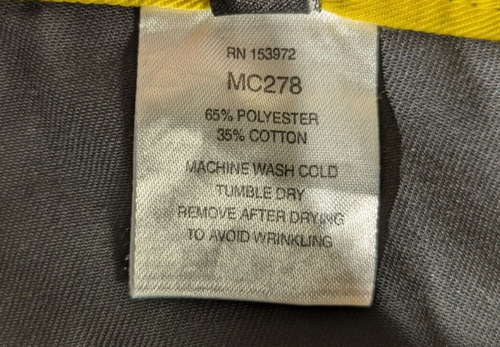 RN 153972
MC278
65% POLYESTER
35% COTTON
MACHINE WASH COLD
TUMBLE DRY
REMOVE AFTER DRYING
TO AVOID WRINKLING